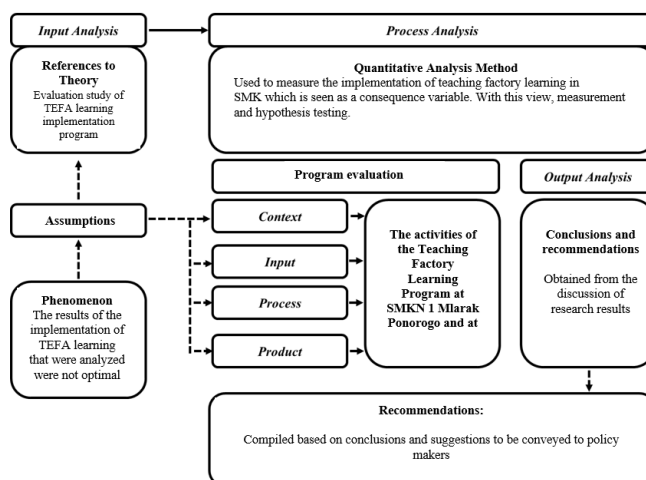 Input Analysis
Process Analysis
References to
Theory
Evaluation study of
TEFA learning
implementation
program
Quantitative Analysis Method
Used to measure the implementation of teaching factory learning in
SMK which is seen as a consequence variable. With this view, measurement
and hypothesis testing.
Program evaluation
Output Analysis
Assumptions
Context
Input
Process
Product
The activities of
the Teaching
Factory
Learning
Program at
SMKN 1 Mlarak
Ponorogo and at
Conclusions and
recommendations
Obtained from the
discussion of
research results
Phenomenon
The results of the
implementation of
TEFA learning
that were analyzed
were not optimal
Recommendations:
Compiled based on conclusions and suggestions to be conveyed to policy
makers